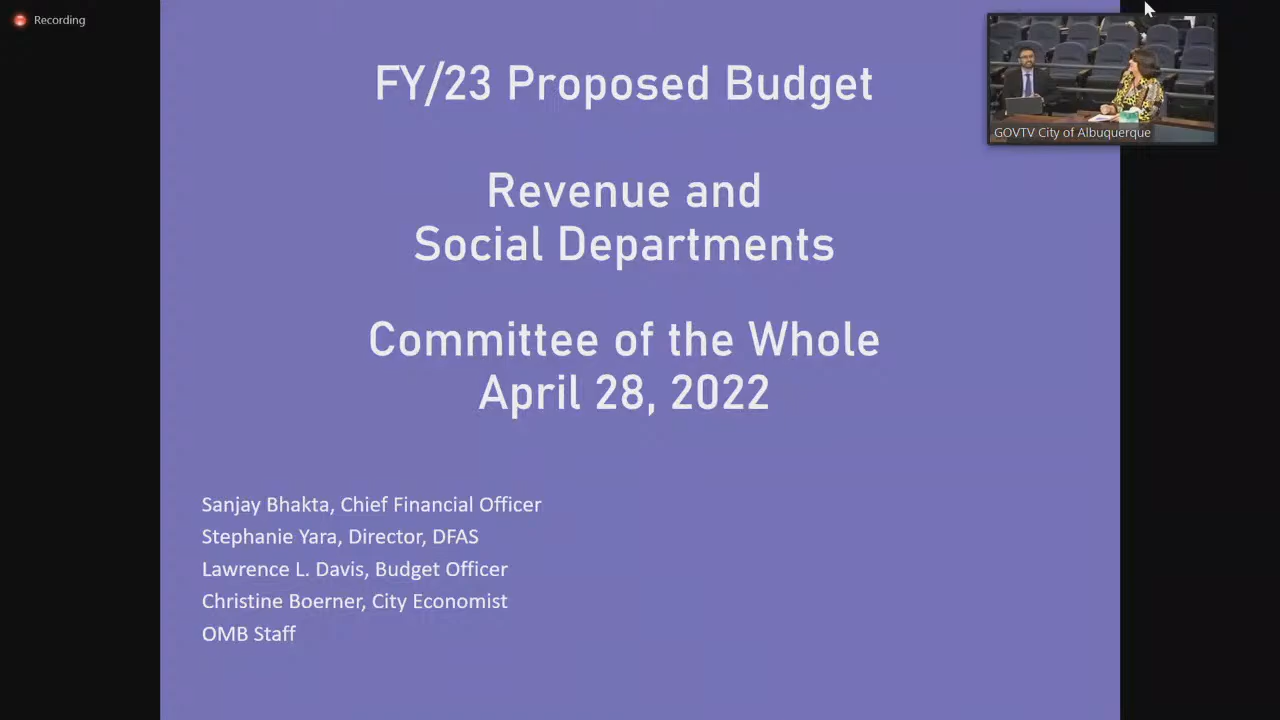 Recording
FY/23 Proposed Budget
GOVTV City of Albuquerque
Revenue and
Social Departments
Committee of the Whole
April 28, 2022
Sanjay Bhakta, Chief Financial Officer
Stephanie Yara, Director, DFAS
Lawrence L. Davis, Budget Officer
Christine Boerner, City Economist
OMB Staff